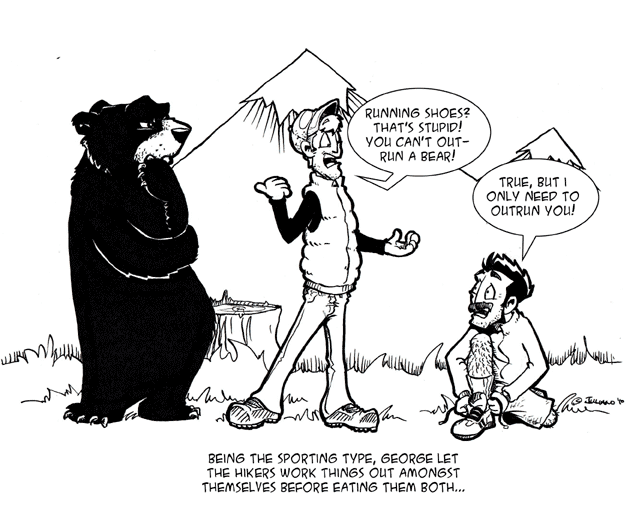 RUNNING SHOES?
THAT'S STUPID!
YOU CAN'T OUT-
RUN A BEAR!
TRUE, BUT I
ONLY NEED TO
OUTRUN YOU!
BEING THE SPORTING TYPE, GEORGE LET
THE HIKERS WORK THINGS OUT AMONGST
THEMSELVES BEFORE EATING THEM BOTH...